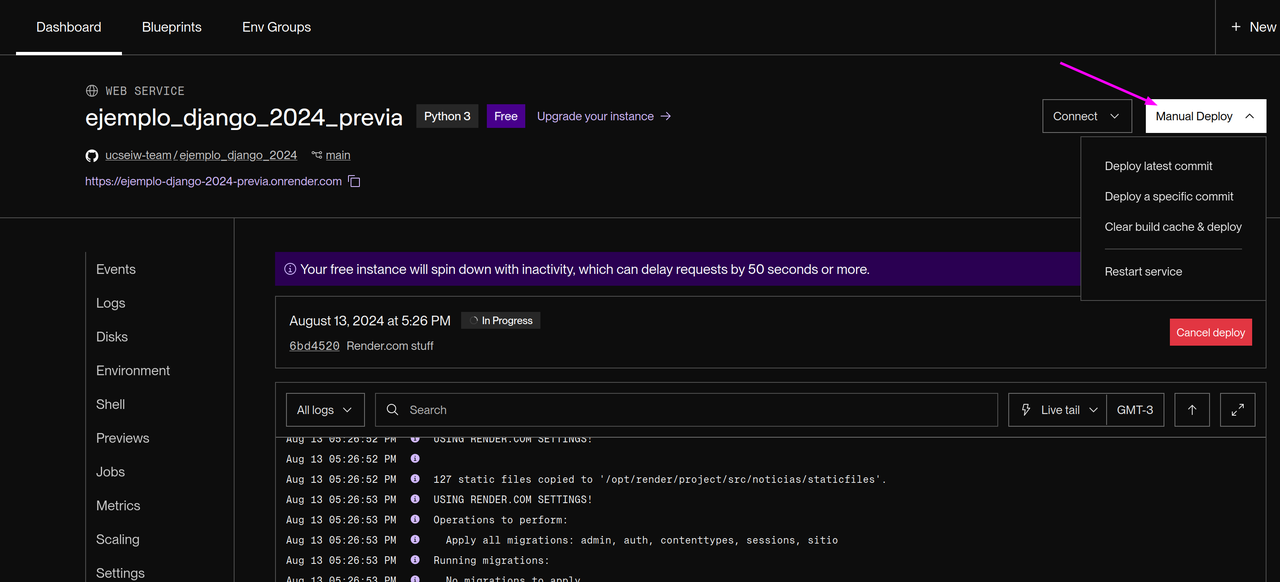 Dashboard Blueprints Env Groups + New
WEB SERVICE
ejemplo_django_2024_previa Python 3 Free Upgrade your instance → Connect Manual Deploy
ucseiw-team / ejemplo_django_2024 main
https://ejemplo-django-2024-previa.onrender.com
Deploy latest commit
Deploy a specific commit
Clear build cache & deploy
Restart service
Events
Logs
Disks
Environment
Shell
Previews
Jobs
Metrics
Scaling
Settings
Your free instance will spin down with inactivity, which can delay requests by 50 seconds or more.
August 13, 2024 at 5:26 PM In Progress
6bd4520 Render.com stuff
Cancel deploy
All logs Search Live tail GMT-3
Aug 13 05:26:52 PM USING RENDER.COM SETTINGS!
Aug 13 05:26:52 PM
Aug 13 05:26:52 PM 127 static files copied to '/opt/render/project/src/noticias/staticfiles'.
Aug 13 05:26:53 PM USING RENDER.COM SETTINGS!
Aug 13 05:26:53 PM Operations to perform:
Aug 13 05:26:53 PM Apply all migrations: admin, auth, contenttypes, sessions, sitio
Aug 13 05:26:53 PM Running migrations:
Aug 13 05:26:53 PM No migrations to apply.